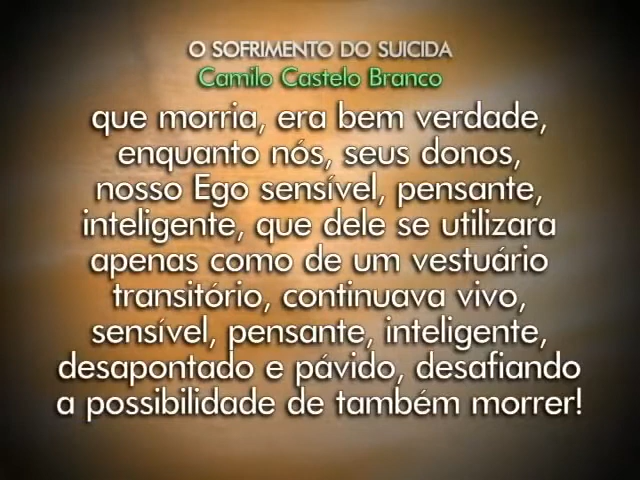 O SOFRIMENTO DO SUICIDA
Camilo Castelo Branco
que morria, era bem verdade,
enquanto nós, seus donos,
nosso Ego sensível, pensante,
inteligente, que dele se utilizara
apenas como de um vestuário
transitório, continuava vivo,
sensível, pensante, inteligente,
desapontado e pávido, desafiando
a possibilidade de também morrer!